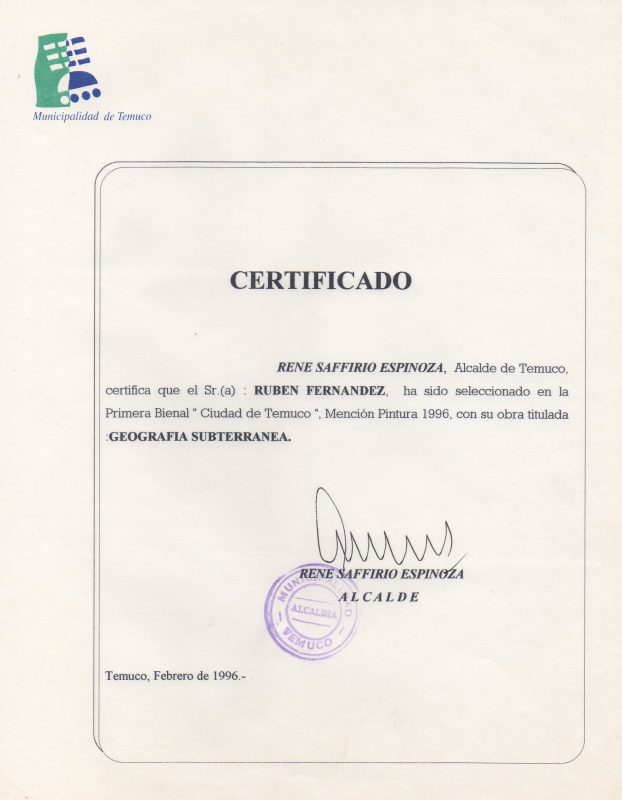 Municipalidad de Temuco
CERTIFICADO
RENE SAFFIRIO ESPINOZA, Alcalde de Temuco,
certifica que el Sr.(a) : RUBEN FERNANDEZ, ha sido seleccionado en la
Primera Bienal " Ciudad de Temuco ", Mención Pintura 1996, con su obra titulada
:GEOGRAFIA SUBTERRANEA.
RENE SAFFIRIO ESPINOZA
ALCALDE
MUNICIPALIDAD
ALCALDIA
TEMUCO
Temuco, Febrero de 1996.-